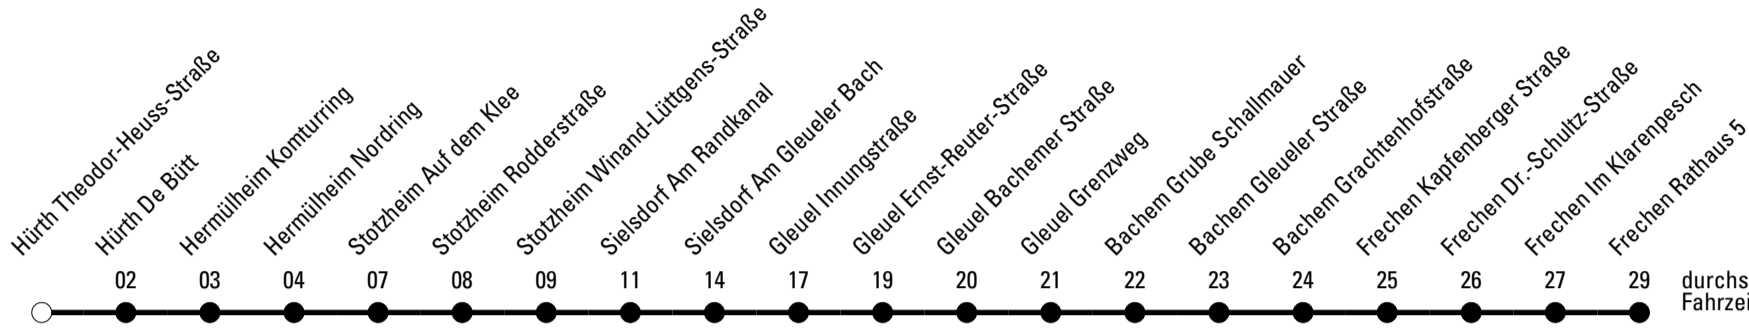 Hürth Theodor-Heuss-Straße
Hürth De Bütt
Hermülheim Komturring
Hermülheim Nordring
Stotzheim Auf dem Klee
Stotzheim Rodderstraße
Stotzheim Winand-Lüttgens-Straße
Sielsdorf Am Randkanal
Sielsdorf Am Gleueler Bach
Gleuel Innungstraße
Gleuel Ernst-Reuter-Straße
Gleuel Bachemer Straße
Gleuel Grenzweg
Bachem Grube Schallmauer
Bachem Gleueler Straße
Bachem Grachtenhofstraße
Frechen Kapfenberger Straße
Frechen Dr.-Schultz-Straße
Frechen Im Klarenpesch
Frechen Rathaus 5
02 03 04 07 08 09 11 14 17 19 20 21 22 23 24 25 26 27 29 durchs
Fahrzei